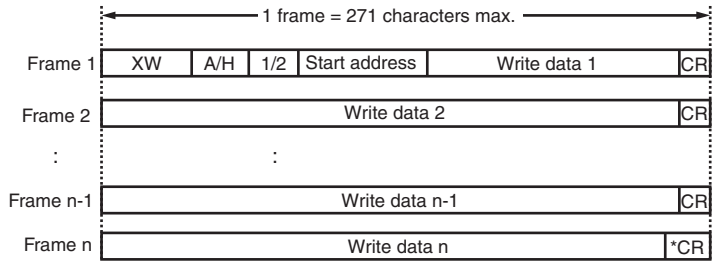 1 frame = 271 characters max.
Frame 1 XW A/H 1/2 Start address Write data 1 CR
Frame 2 Write data 2 CR
: :
Frame n-1 Write data n-1 CR
Frame n Write data n *CR